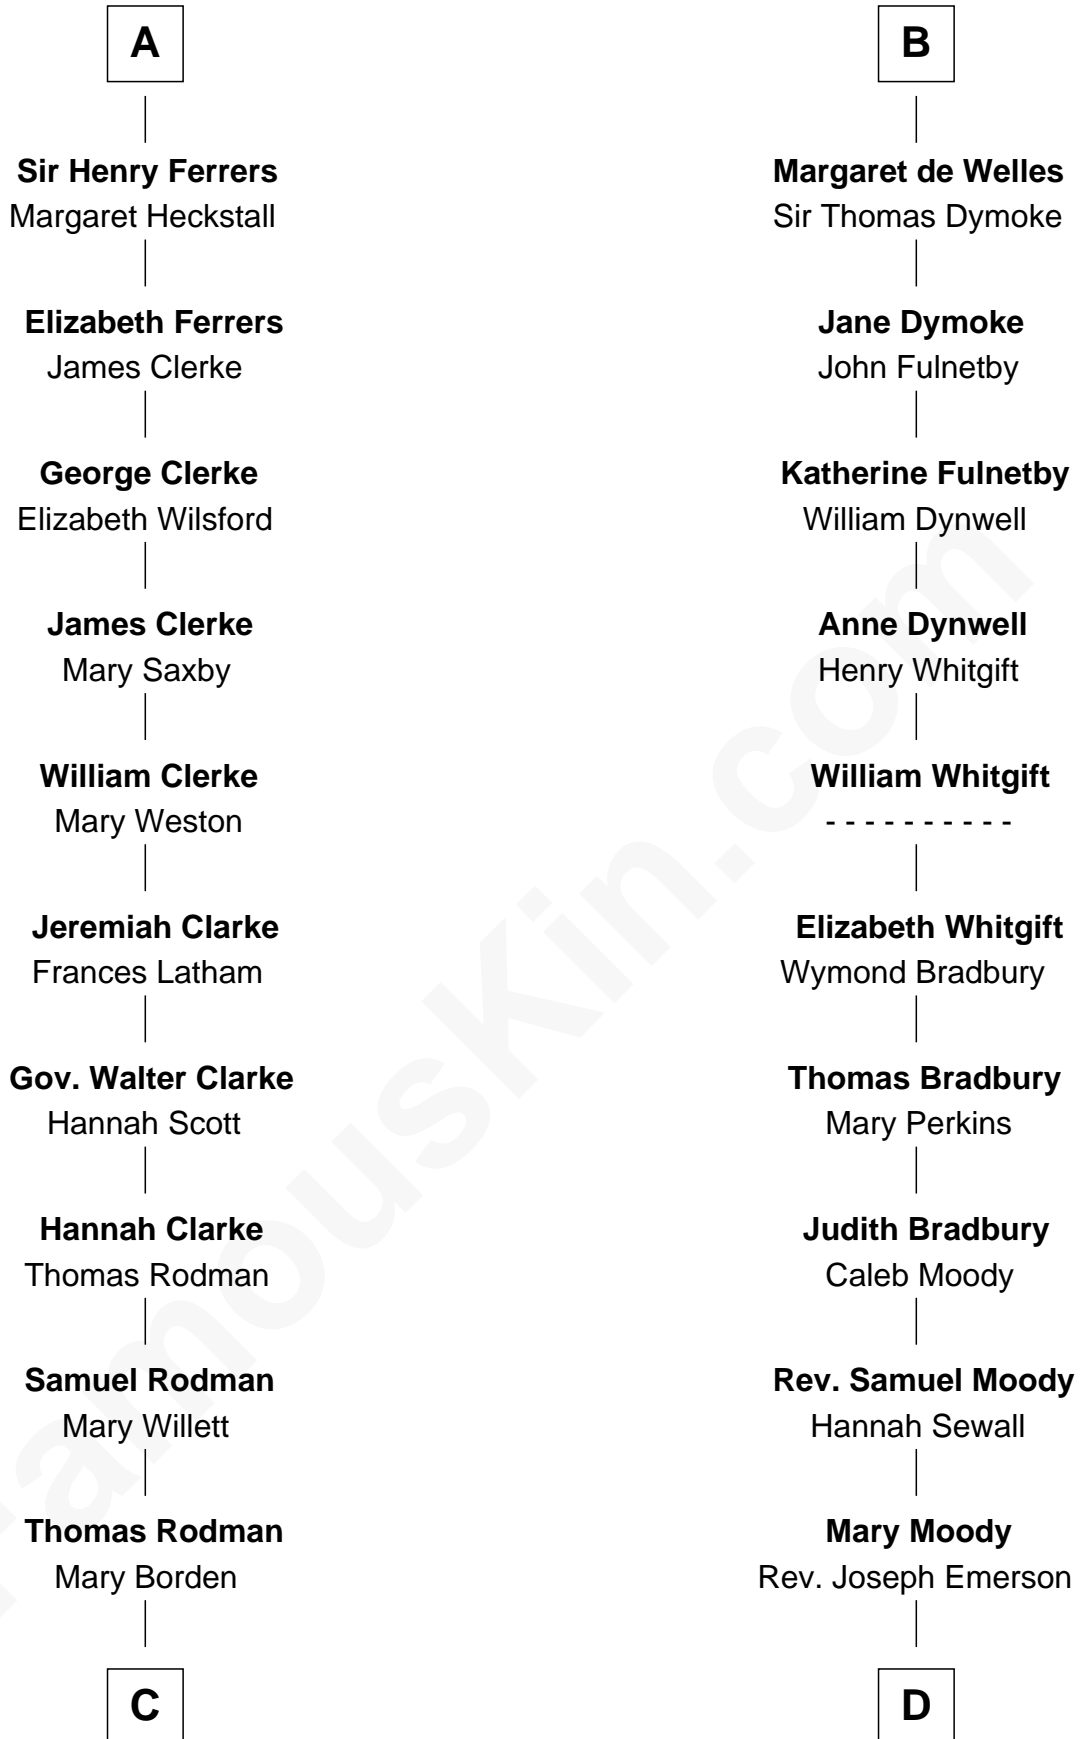 A
Sir Henry Ferrers
Margaret Heckstall
Elizabeth Ferrers
James Clerke
George Clerke
Elizabeth Wilsford
James Clerke
Mary Saxby
William Clerke
Mary Weston
Jeremiah Clarke
Frances Latham
Gov. Walter Clarke
Hannah Scott
Hannah Clarke
Thomas Rodman
Samuel Rodman
Mary Willett
Thomas Rodman
Mary Borden
C
B
Margaret de Welles
Sir Thomas Dymoke
Jane Dymoke
John Fulnetby
Katherine Fulnetby
William Dynwell
Anne Dynwell
Henry Whitgift
William Whitgift
- - - - - - - - - -
Elizabeth Whitgift
Wymond Bradbury
Thomas Bradbury
Mary Perkins
Judith Bradbury
Caleb Moody
Rev. Samuel Moody
Hannah Sewall
Mary Moody
Rev. Joseph Emerson
D
FamousKin.com